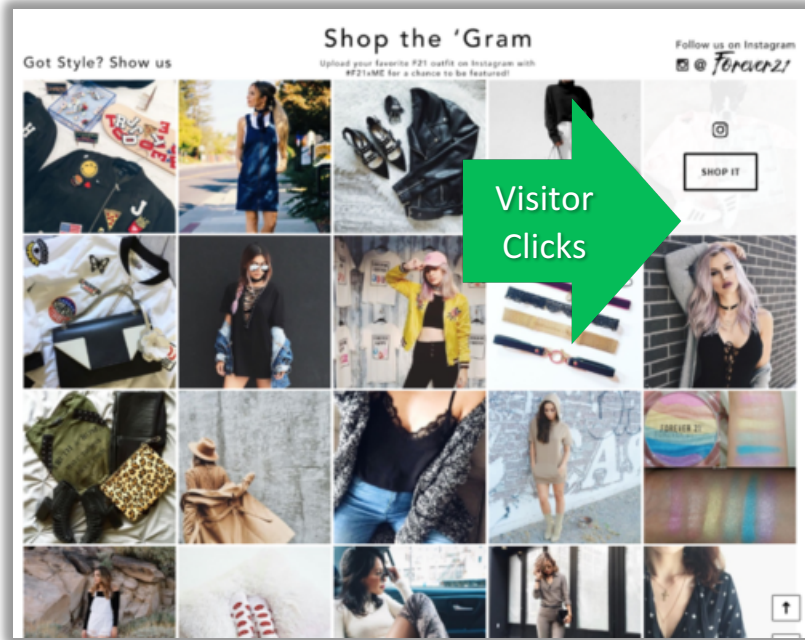 Shop the ‘Gram
Got Style? Show us
Upload your favorite F21 outfit on Instagram with
#F21xME for a chance to be featured!
Follow us on Instagram
@ Forever21
SHOP IT
Visitor
Clicks
FOREVER 21